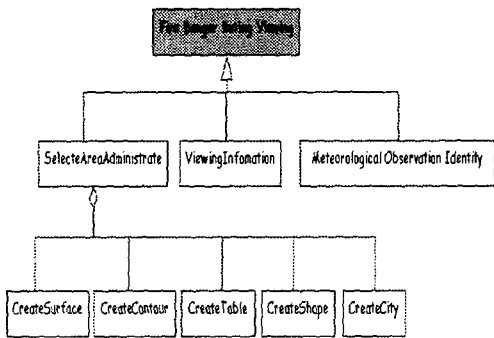 Fire Danger Rating Viewing
SelecteAreaAdministrate
ViewingInfomation
Meteorological Observation Identity
CreateSurface
CreateContour
CreateTable
CreateShape
CreateCity